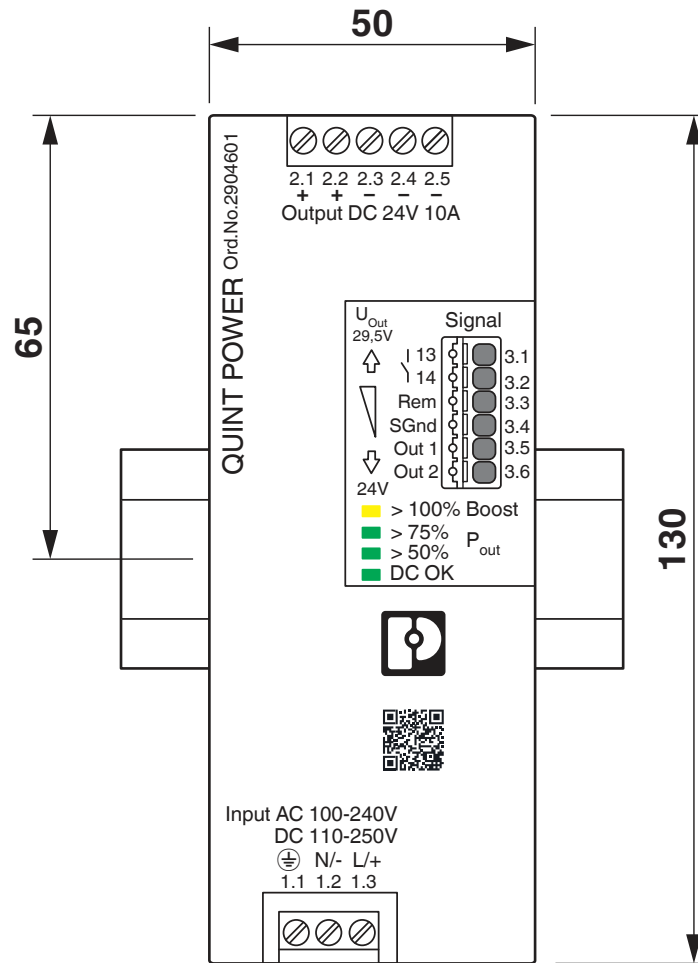 50
65
130
QUINT POWER Ord.No.2904601
2.1 2.2 2.3 2.4 2.5
+ + − − −
Output DC 24V 10A
U Out
29,5V
24V
Signal
13 3.1
14 3.2
Rem 3.3
SGnd 3.4
Out 1 3.5
Out 2 3.6
> 100% Boost
> 75%
> 50%
P out
DC OK
Input AC 100-240V
DC 110-250V
N/- L/+
1.1 1.2 1.3